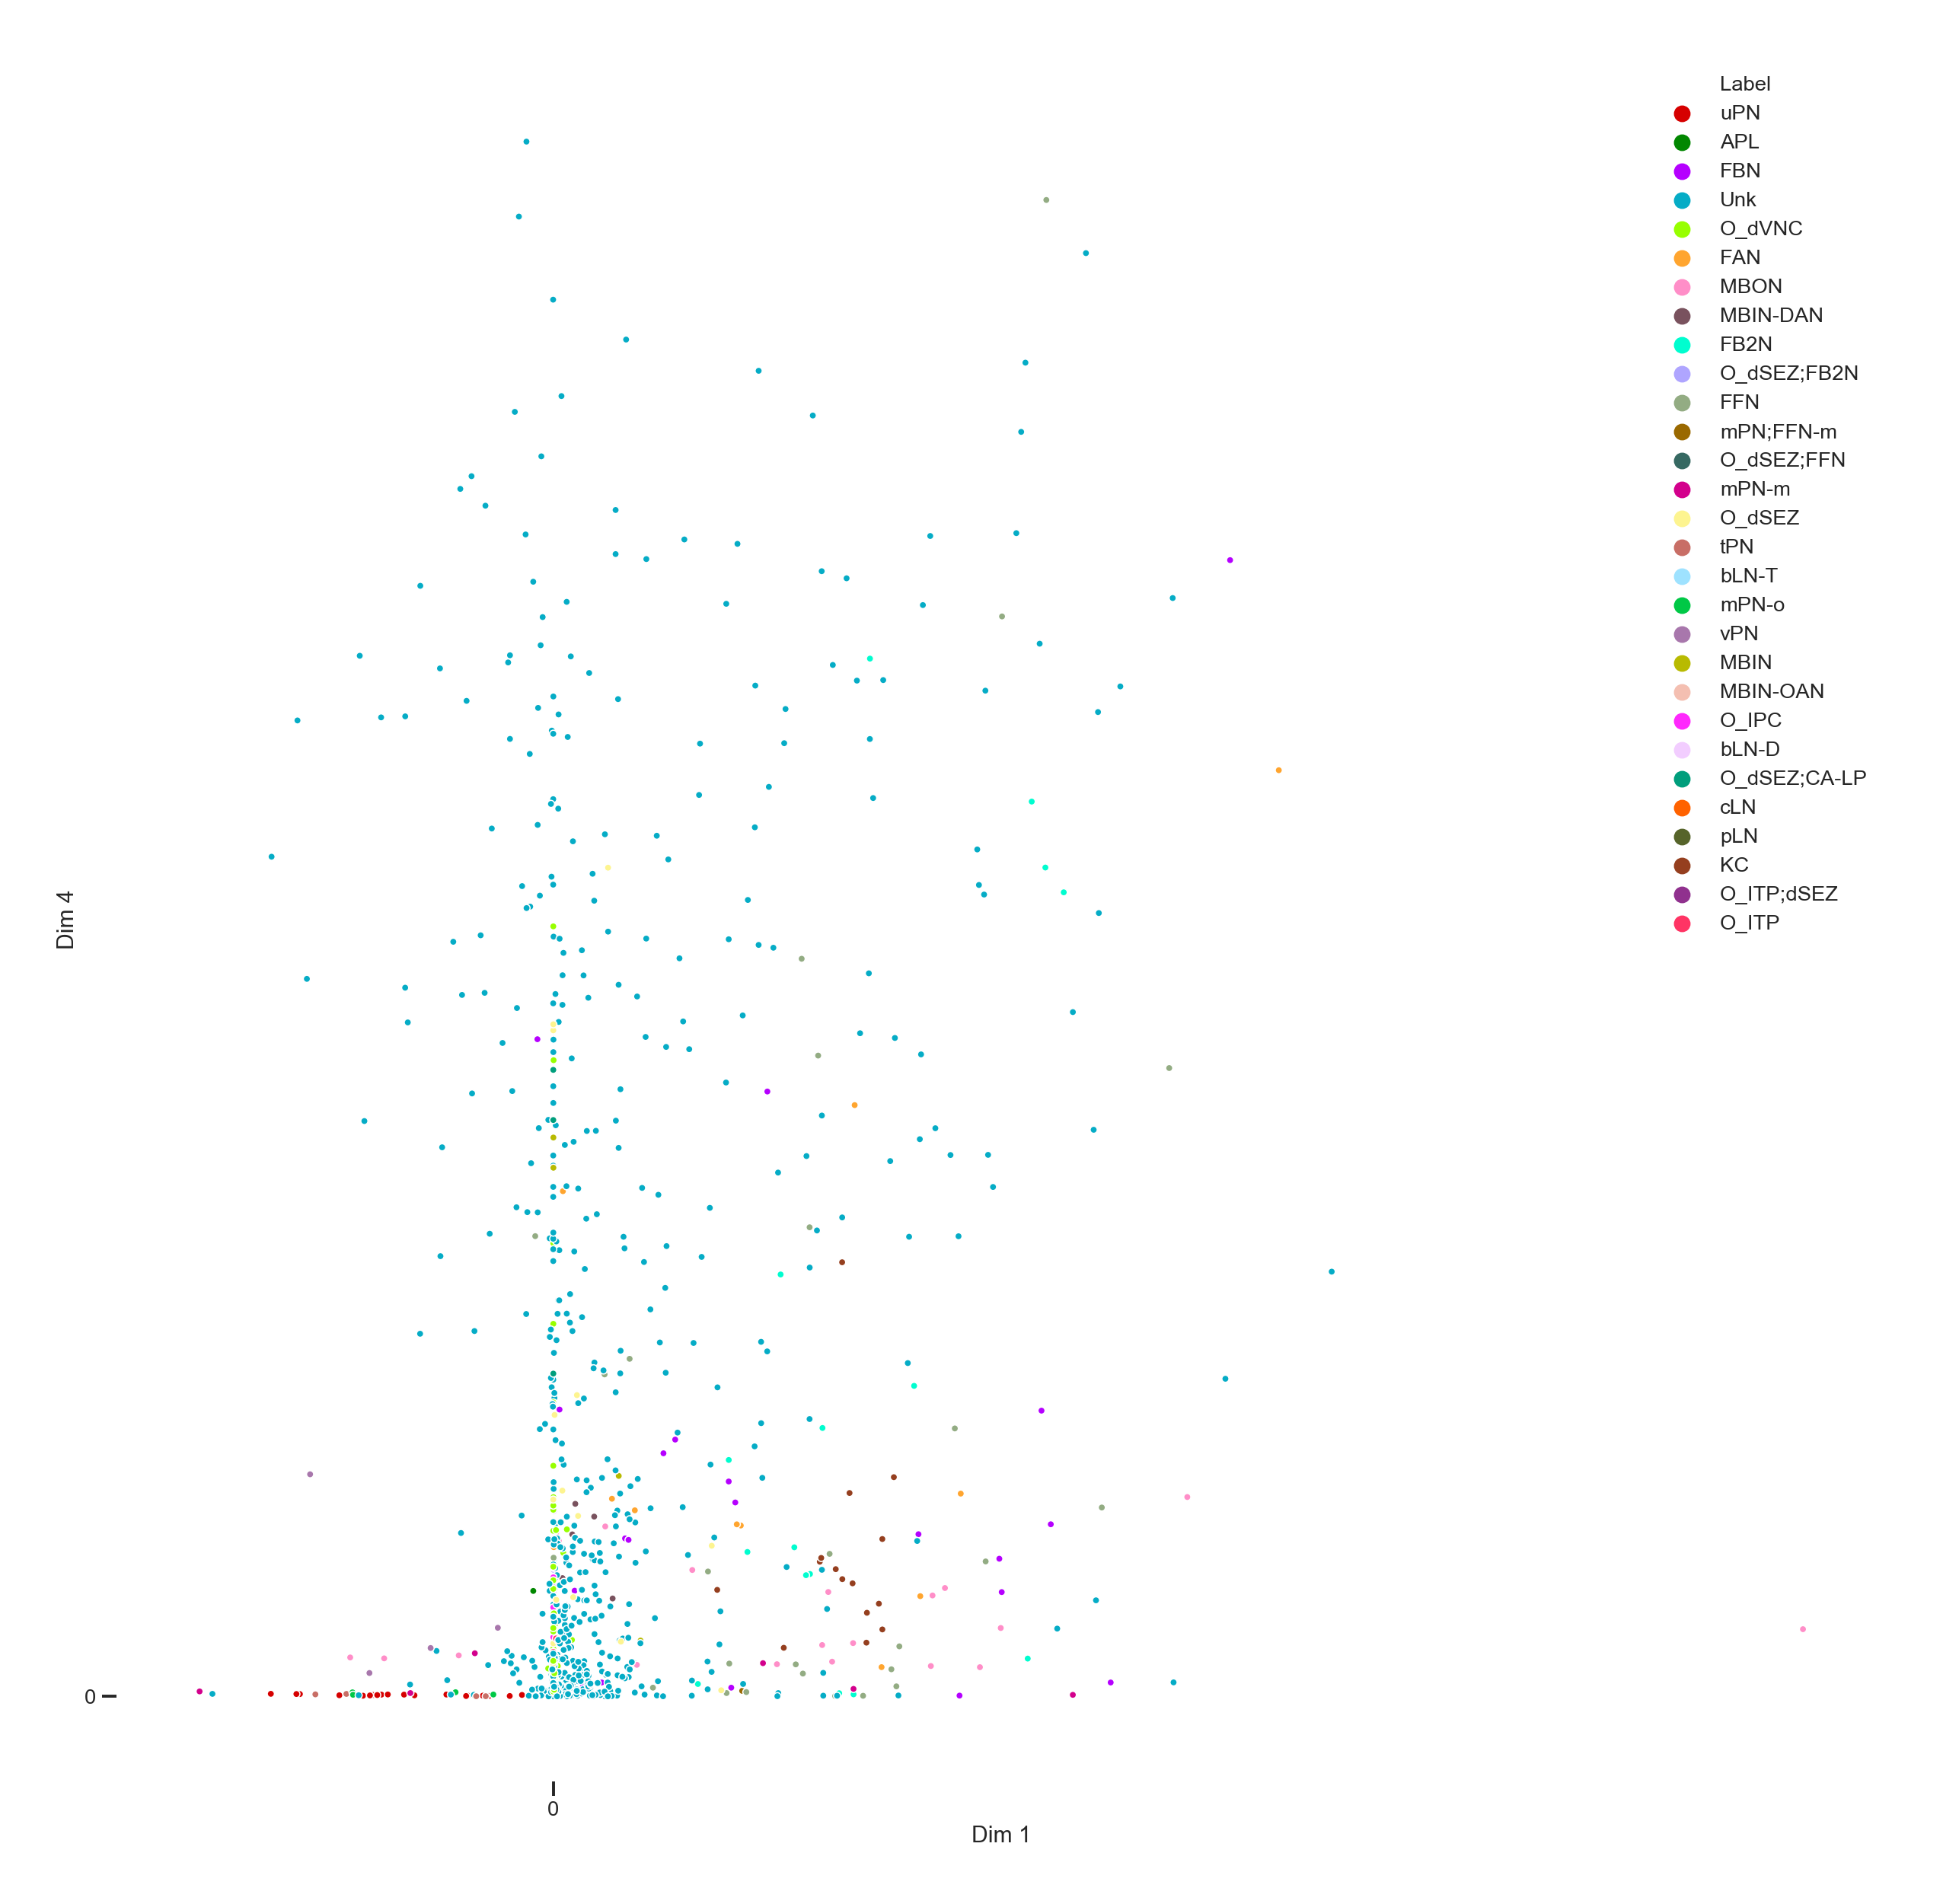 Label
uPN
APL
FBN
Unk
O_dVNC
FAN
MBON
MBIN-DAN
FB2N
O_dSEZ;FB2N
FFN
mPN;FFN-m
O_dSEZ;FFN
mPN-m
O_dSEZ
tPN
bLN-T
mPN-o
vPN
MBIN
MBIN-OAN
O_IPC
bLN-D
O_dSEZ;CA-LP
cLN
pLN
KC
O_ITP;dSEZ
O_ITP
Dim 4
0
0
Dim 1